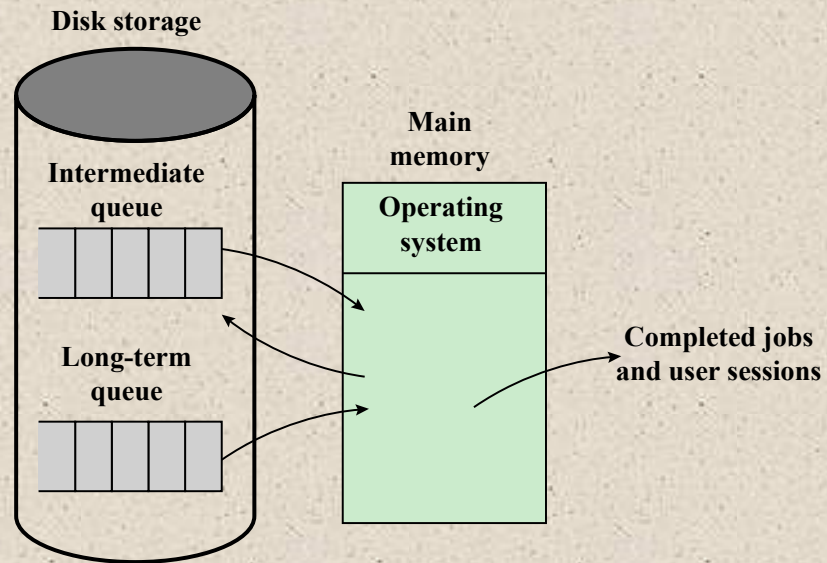 Disk storage
Intermediate
queue
Long-term
queue
Main
memory
Operating
system
Completed jobs
and user sessions